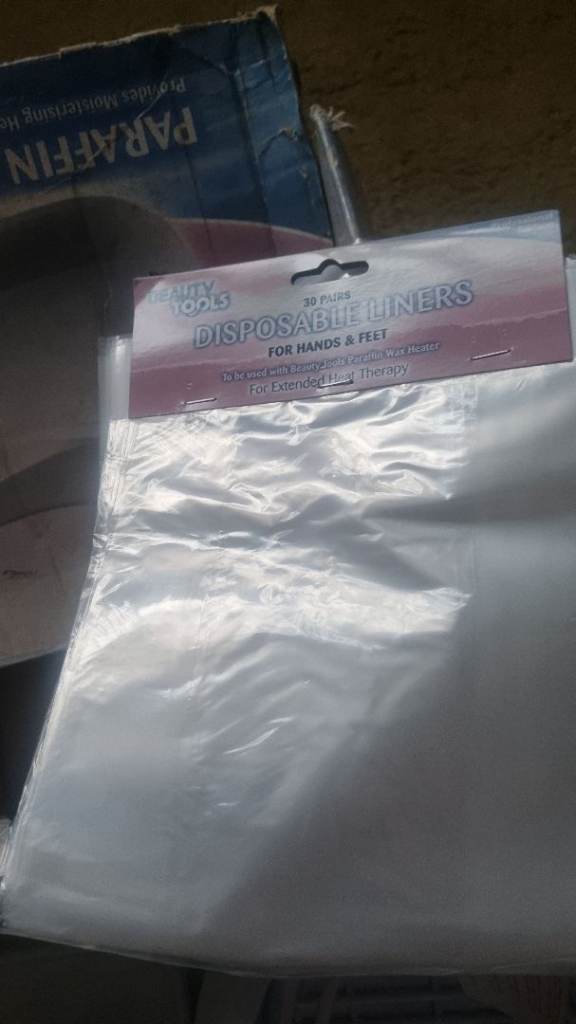 PARAFFIN
Provides Moisturising He
BEAUTY
TOOLS
30 PAIRS
DISPOSABLE LINERS
FOR HANDS & FEET
To be used with Beauty Tools Paraffin Wax Heater
For Extended Heat Therapy